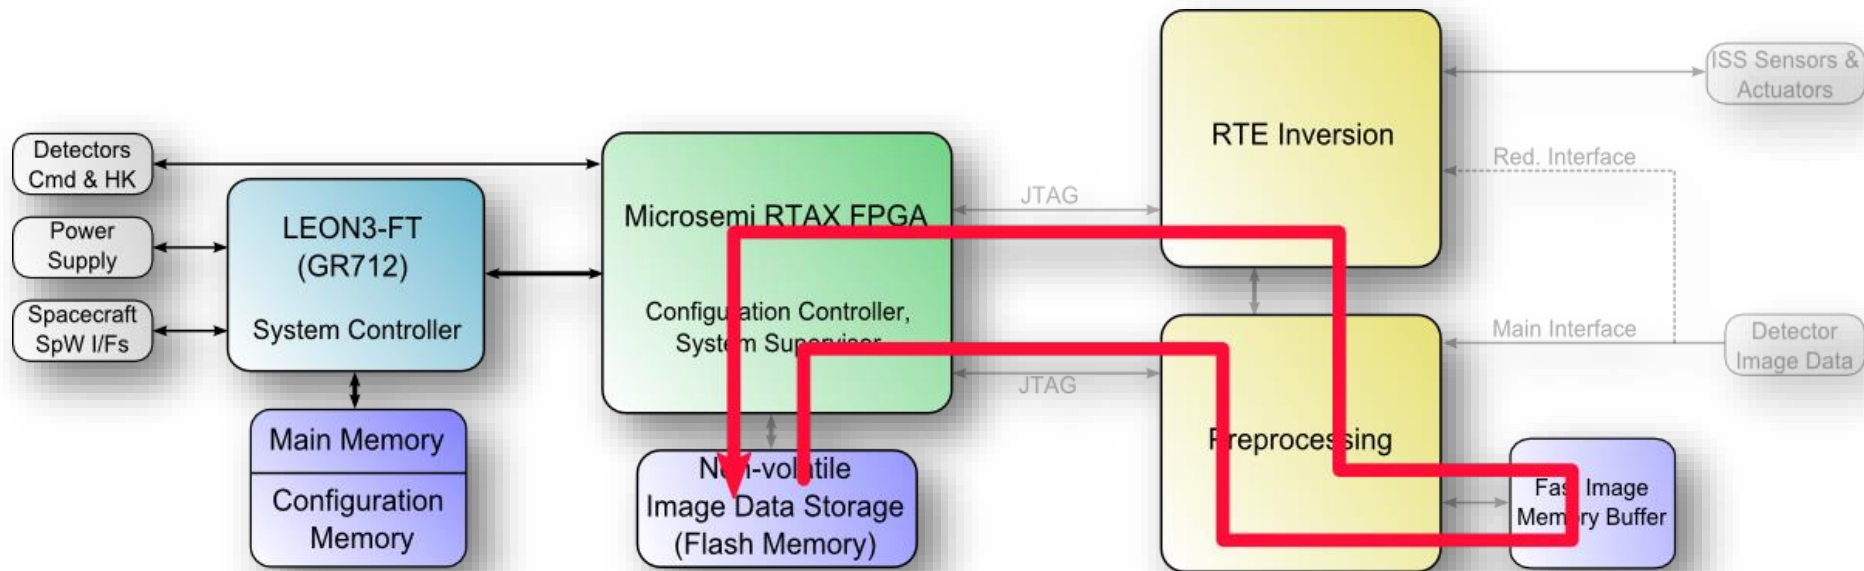 Detectors
Cmd & HK
Power
Supply
Spacecraft
SpW I/Fs
LEON3-FT
(GR712)
System Controller
Main Memory
Configuration
Memory
Microsemi RTAX FPGA
Configuration Controller,
System Supervisor
Non-volatile
Image Data Storage
(Flash Memory)
JTAG
JTAG
RTE Inversion
Preprocessing
Fast Image
Memory Buffer
ISS Sensors &
Actuators
Red. Interface
Main Interface
Detector
Image Data